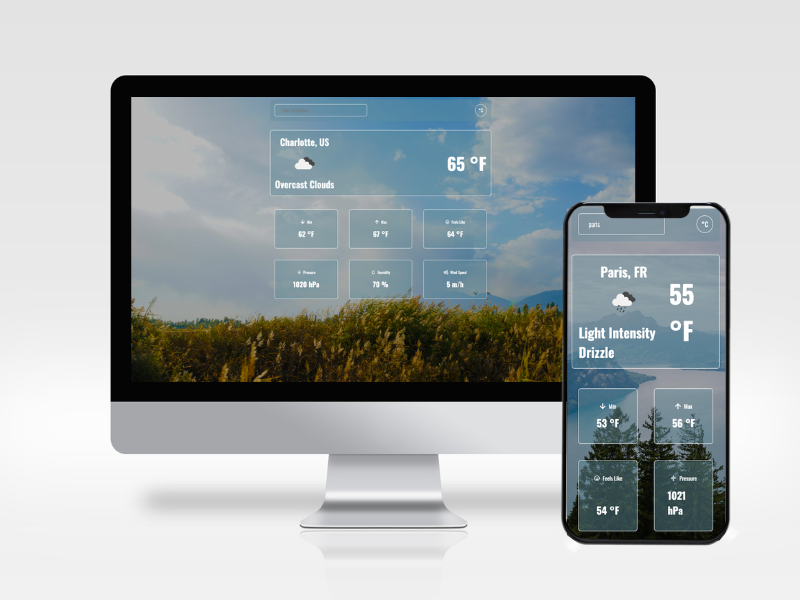 °C
Charlotte, US
65 °F
Overcast Clouds
Min
62 °F
Max
67 °F
Feels Like
64 °F
Pressure
1020 hPa
Humidity
70 %
Wind Speed
5 m/h
paris
°C
Paris, FR
55
°F
Light Intensity
Drizzle
Min
53 °F
Max
56 °F
Feels Like
54 °F
Pressure
1021
hPa